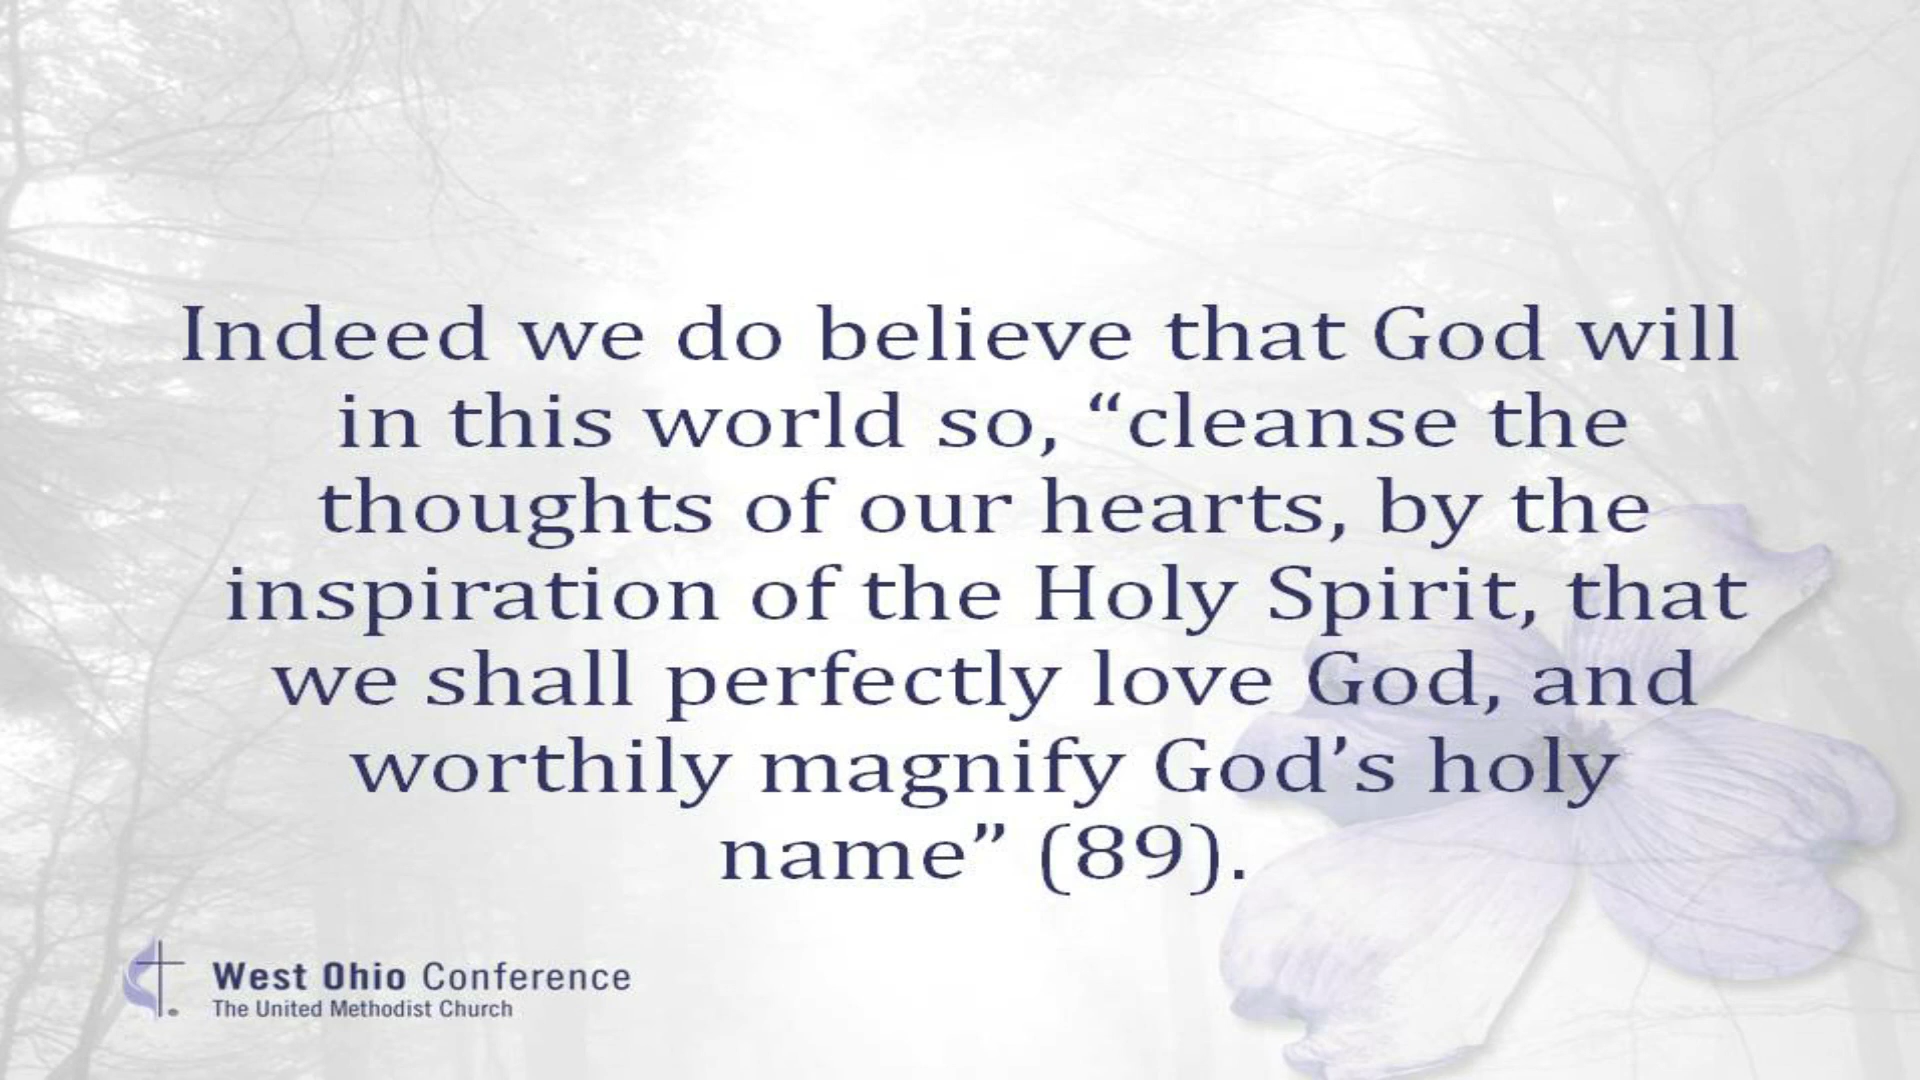 Indeed we do believe that God will
in this world so, “cleanse the
thoughts of our hearts, by the
inspiration of the Holy Spirit, that
we shall perfectly love God, and
worthily magnify God’s holy
name” (89).
West Ohio Conference
The United Methodist Church